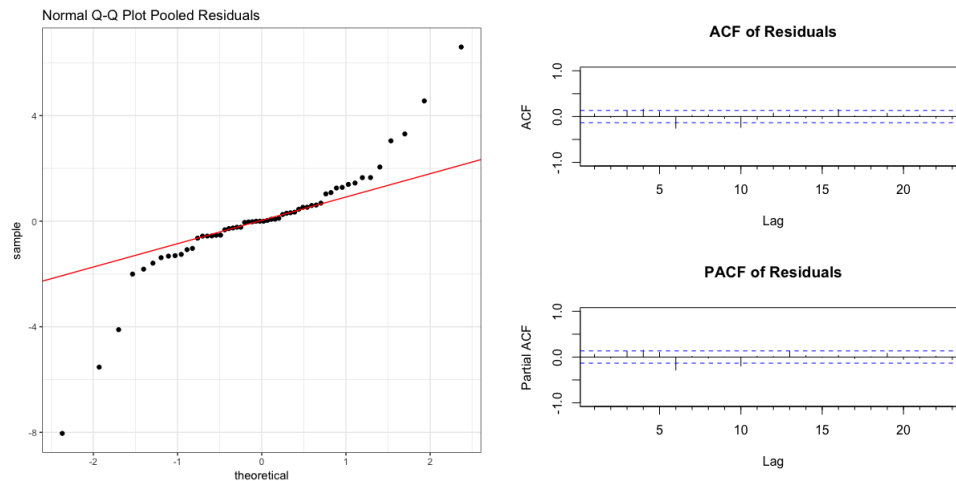 Normal Q-Q Plot Pooled Residuals
sample
4
0
-4
-8
-2
-1
0
1
2
theoretical
ACF of Residuals
ACF
1.0
0.0
-1.0
5
10
15
20
Lag
PACF of Residuals
Partial ACF
1.0
0.0
-1.0
5
10
15
20
Lag